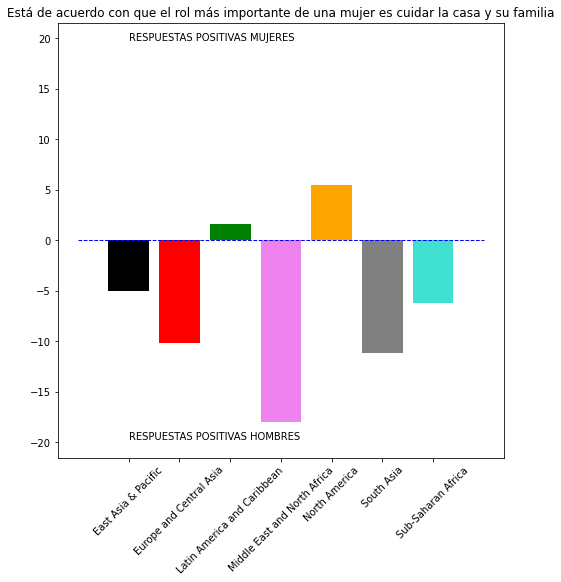 Está de acuerdo con que el rol más importante de una mujer es cuidar la casa y su familia
20
RESPUESTAS POSITIVAS MUJERES
15
10
5
0
−5
−10
−15
−20
RESPUESTAS POSITIVAS HOMBRES
East Asia & Pacific
Europe and Central Asia
Latin America and Caribbean
Middle East and North Africa
North America
South Asia
Sub-Saharan Africa